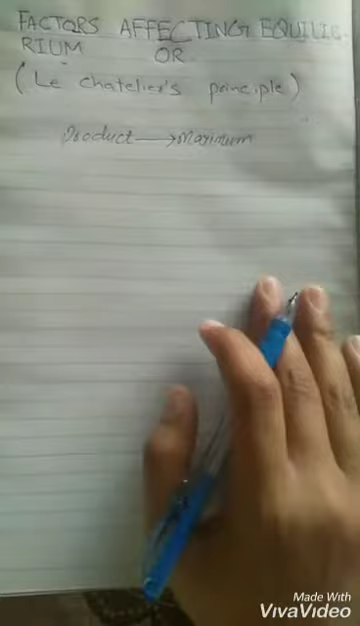 FACTORS AFFECTING EQUILIB
RIUM OR
(Le Chatelier's principle)
Product → Maximum
Made With
VivaVideo